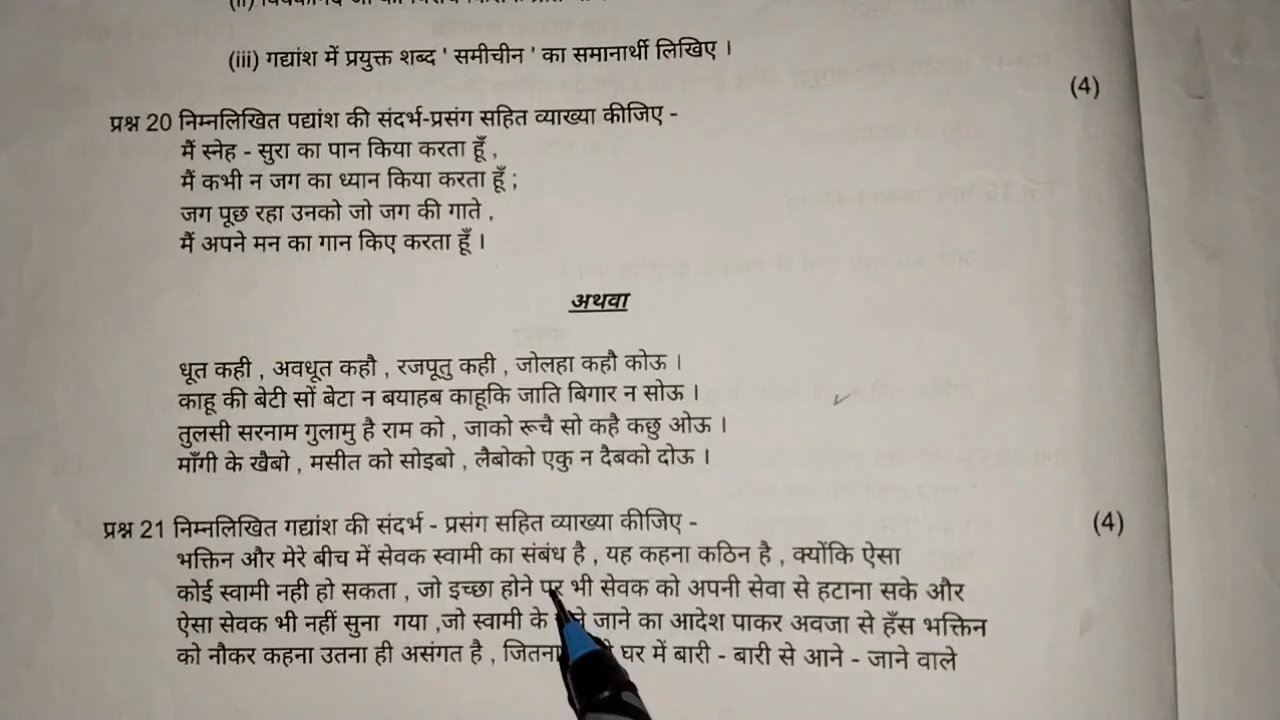 (iii) गद्यांश में प्रयुक्त शब्द ' समीचीन ' का समानार्थी लिखिए ।
(4)
प्रश्न 20 निम्नलिखित पद्यांश की संदर्भ-प्रसंग सहित व्याख्या कीजिए -
मैं स्नेह - सुरा का पान किया करता हूँ ,
मैं कभी न जग का ध्यान किया करता हूँ ;
जग पूछ रहा उनको जो जग की गाते ,
मैं अपने मन का गान किए करता हूँ ।
अथवा
धूत कही , अवधूत कहौ , रजपूतु कही , जोलहा कहौ कोऊ ।
काहू की बेटी सों बेटा न बयाहब काहूकि जाति बिगार न सोऊ ।
तुलसी सरनाम गुलामु है राम को , जाको रूचै सो कहै कछु ओऊ ।
माँगी के खैबो , मसीत को सोइबो , लैबोको एकु न दैबको दोऊ ।
प्रश्न 21 निम्नलिखित गद्यांश की संदर्भ - प्रसंग सहित व्याख्या कीजिए - (4)
भक्तिन और मेरे बीच में सेवक स्वामी का संबंध है , यह कहना कठिन है , क्योंकि ऐसा
कोई स्वामी नही हो सकता , जो इच्छा होने पर भी सेवक को अपनी सेवा से हटाना सके और
ऐसा सेवक भी नहीं सुना गया ,जो स्वामी के जाने का आदेश पाकर अवजा से हँस भक्तिन
को नौकर कहना उतना ही असंगत है , जितना घर में बारी - बारी से आने - जाने वाले